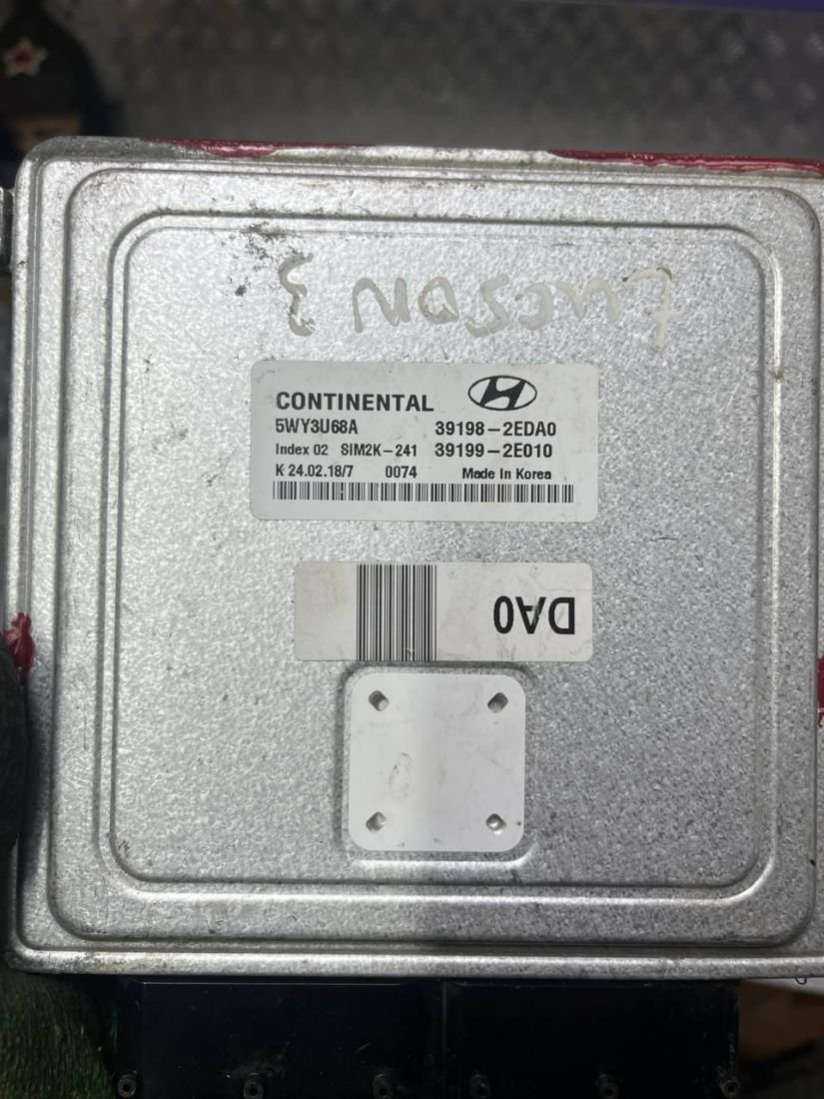 Tucson 3
CONTINENTAL
5WY3U68A 39198-2EDA0
Index 02 SIM2K-241 39199-2E010
K 24.02.18/7 0074 Made In Korea
DA0